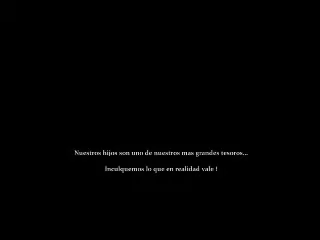 Nuestros hijos son uno de nuestros mas grandes tesoros...
Inculquemos lo que en realidad vale !